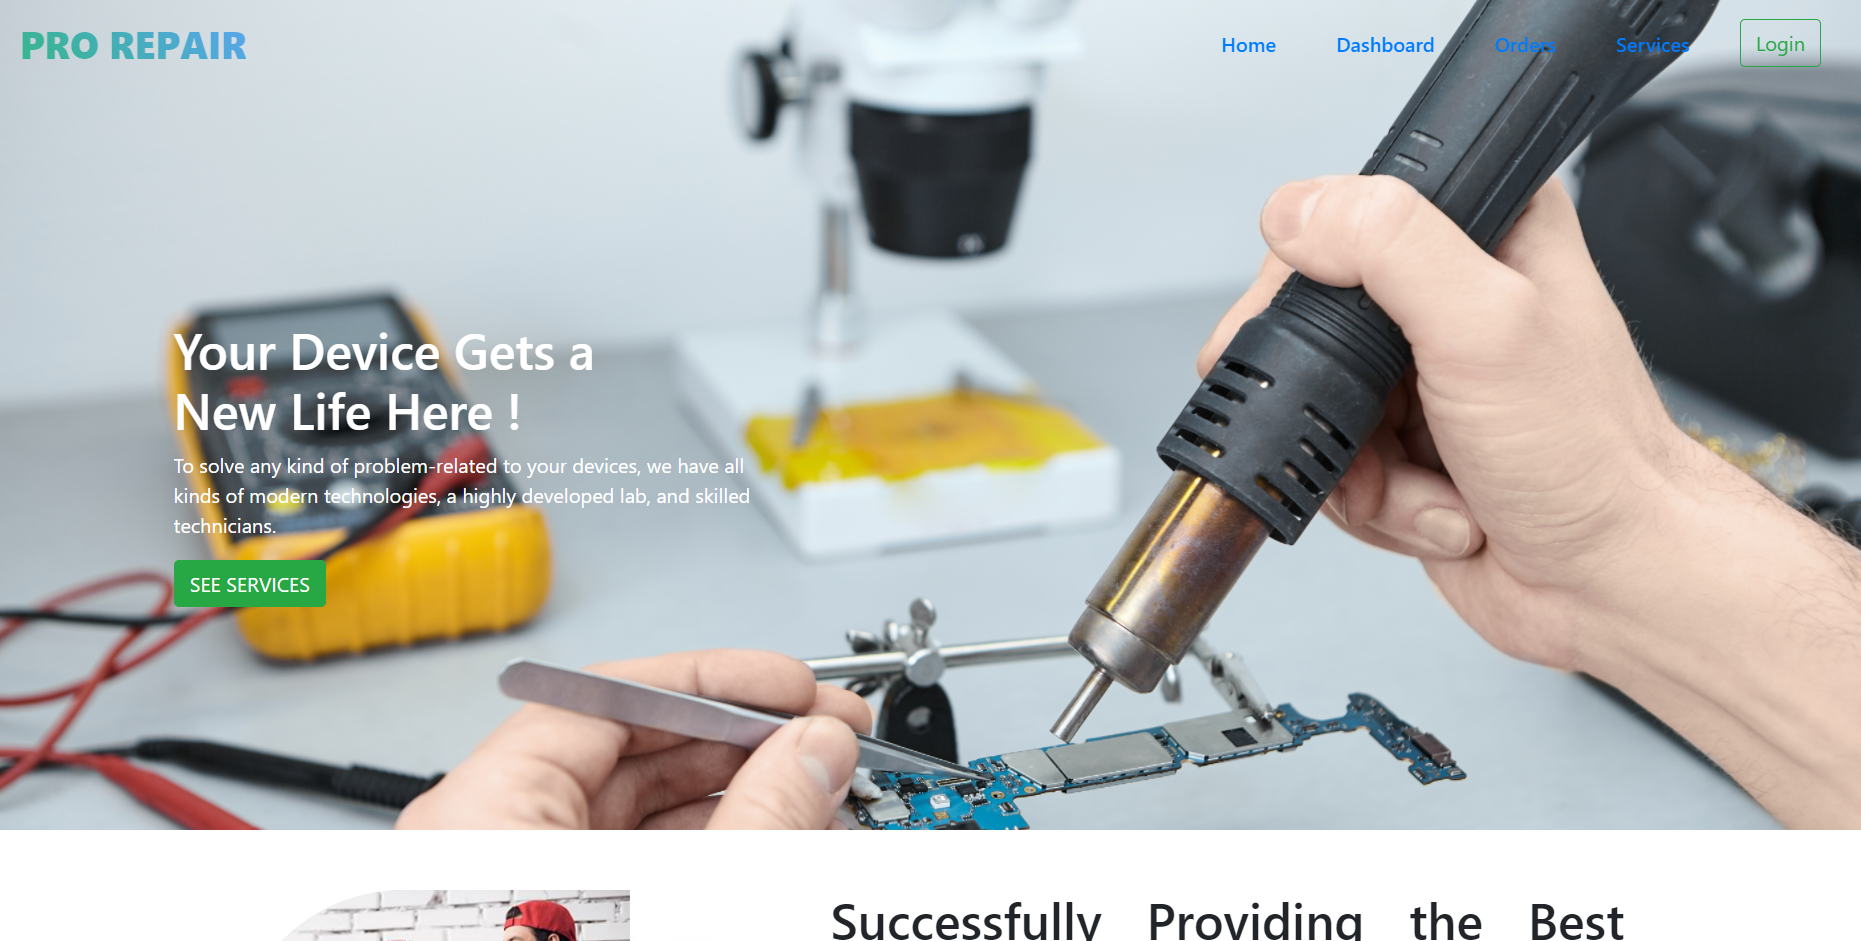 PRO REPAIR
Home Dashboard Orders Services Login
Your Device Gets a
New Life Here !
To solve any kind of problem-related to your devices, we have all
kinds of modern technologies, a highly developed lab, and skilled
technicians.
SEE SERVICES
Successfully Providing the Best